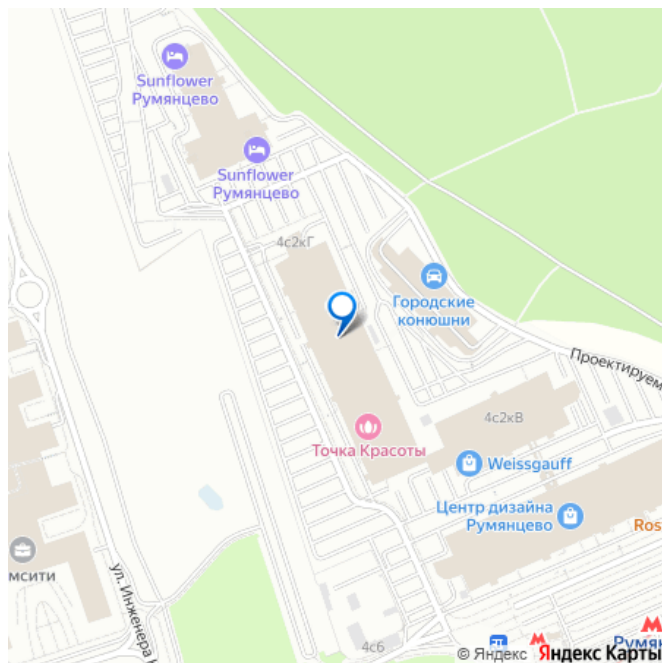 Sunflower
Румянцево
Sunflower
Румянцево
4с2кГ
Городские
конюшни
Проектируем
4с2кВ
Точка Красоты
Weissgauff
Центр дизайна
Румянцево
Ros
мсити
ул. Инженера
4с6
Румян
© Яндекс Яндекс Карты